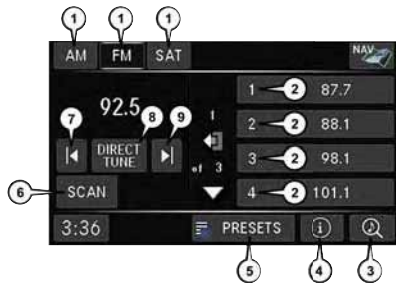 1 1 1
AM FM SAT NAV
92.5
7 8 9
DIRECT
TUNE
6
SCAN
1
of 3
1 2 87.7
2 2 88.1
3 2 98.1
4 2 101.1
3:36 PRESETS i
5 4 3